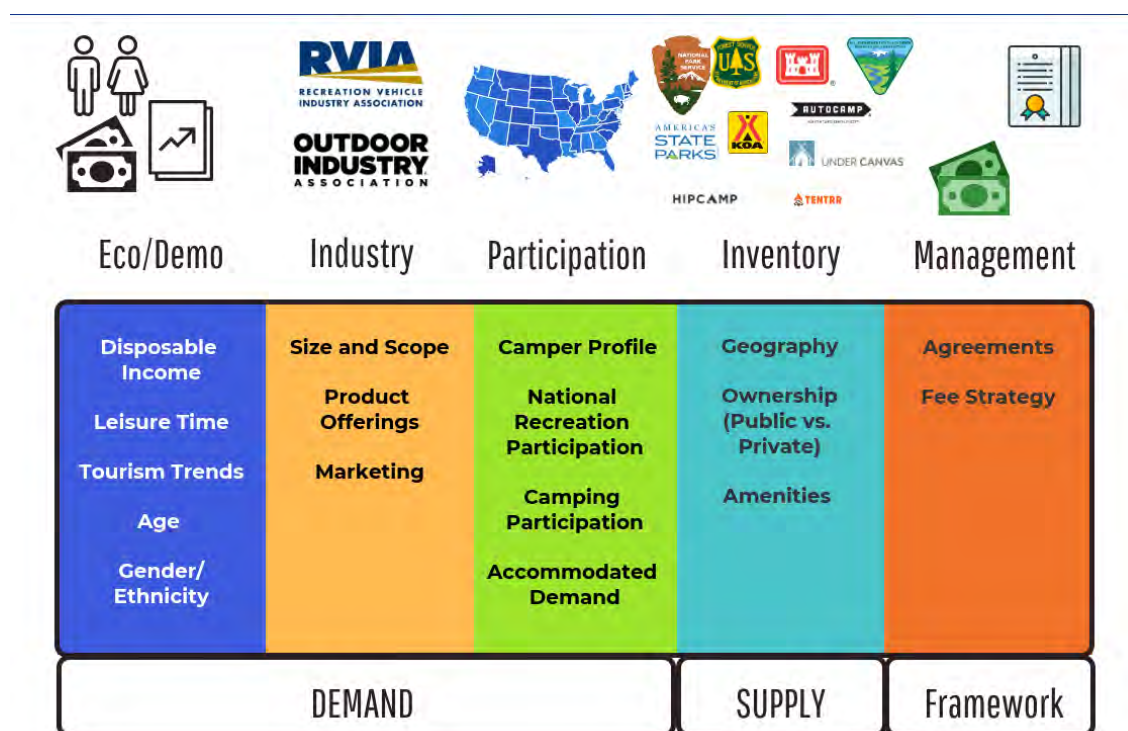 RVIA
RECREATION VEHICLE
INDUSTRY ASSOCIATION
OUTDOOR
INDUSTRY
ASSOCIATION
NATIONAL
PARK
SERVICE
FOREST SERVICE
U S
AUTOCAMP
AMERICA'S
STATE
PARKS
KOA
UNDER CANVAS
HIPCAMP
TENTRR
Eco/Demo
Industry
Participation
Inventory
Management
Disposable
Income
Leisure Time
Tourism Trends
Age
Gender/
Ethnicity
Size and Scope
Product
Offerings
Marketing
Camper Profile
National
Recreation
Participation
Camping
Participation
Accommodated
Demand
Geography
Ownership
(Public vs.
Private)
Amenities
Agreements
Fee Strategy
DEMAND
SUPPLY
Framework